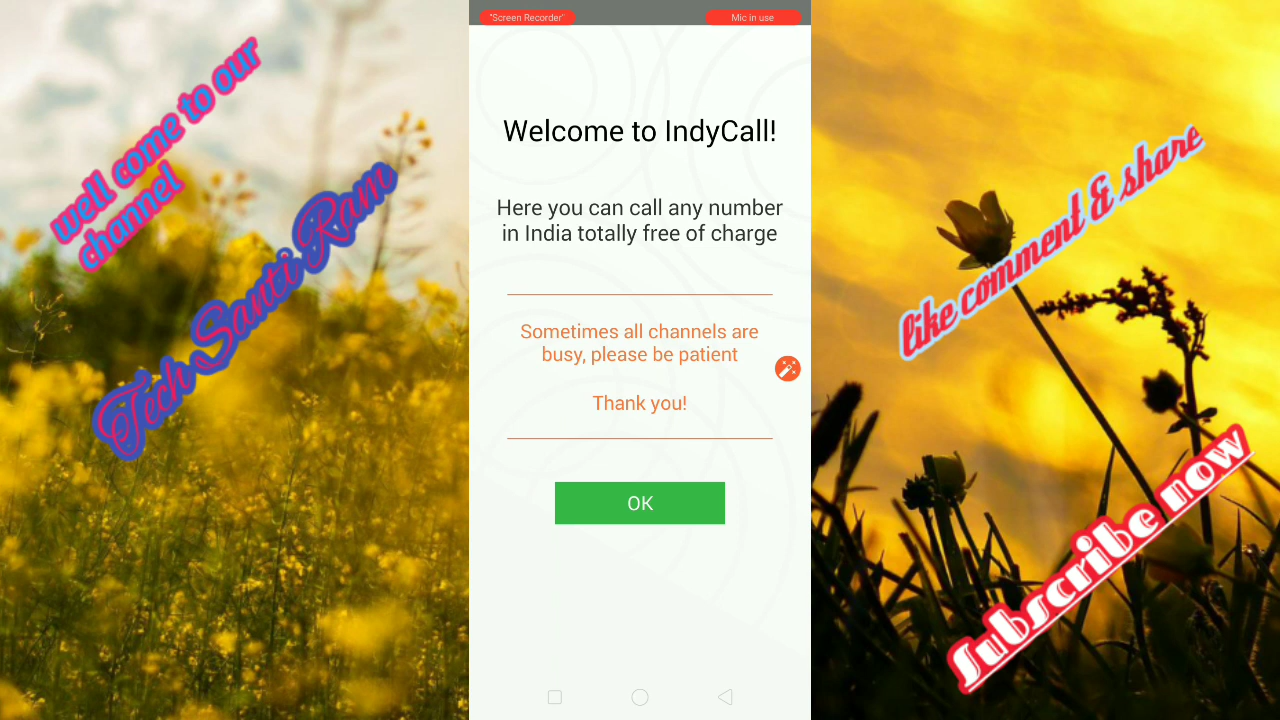 well come to our
channel
Tech Santi Ram
"Screen Recorder"
Mic in use
Welcome to IndyCall!
Here you can call any number
in India totally free of charge
Sometimes all channels are
busy, please be patient
Thank you!
OK
like comment & share
Subscribe now